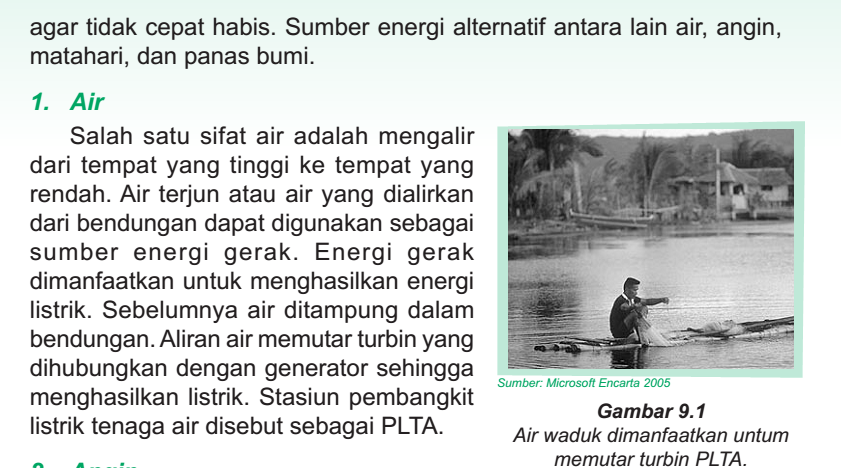 agar tidak cepat habis. Sumber energi alternatif antara lain air, angin,
matahari, dan panas bumi.
1. Air
Salah satu sifat air adalah mengalir
dari tempat yang tinggi ke tempat yang
rendah. Air terjun atau air yang dialirkan
dari bendungan dapat digunakan sebagai
sumber energi gerak. Energi gerak
dimanfaatkan untuk menghasilkan energi
listrik. Sebelumnya air ditampung dalam
bendungan. Aliran air memutar turbin yang
dihubungkan dengan generator sehingga
menghasilkan listrik. Stasiun pembangkit
listrik tenaga air disebut sebagai PLTA.
Sumber: Microsoft Encarta 2005
Gambar 9.1
Air waduk dimanfaatkan untum
memutar turbin PLTA.